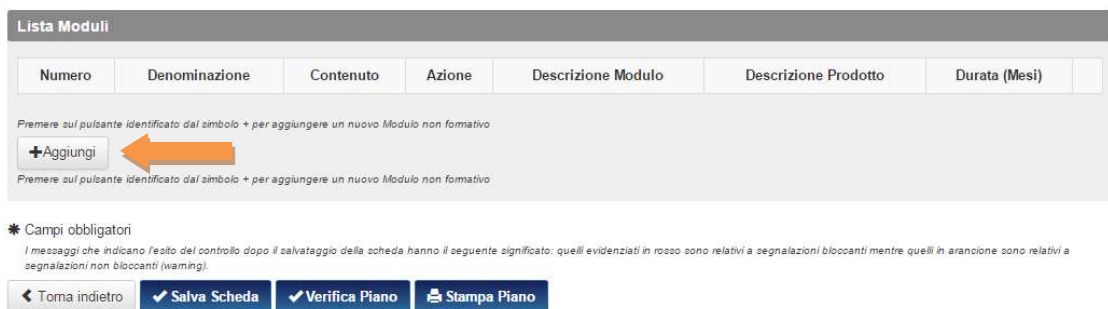 Lista Moduli
Numero Denominazione Contenuto Azione Descrizione Modulo Descrizione Prodotto Durata (Mesi)
Premere sul pulsante identificato dal simbolo + per aggiungere un nuovo Modulo non formativo
+Aggiungi
Premere sul pulsante identificato dal simbolo + per aggiungere un nuovo Modulo non formativo
✱ Campi obbligatori
I messaggi che indicano l'esito del controllo dopo il salvataggio della scheda hanno il seguente significato: quelli evidenziati in rosso sono relativi a segnalazioni bloccanti mentre quelli in arancione sono relativi a
segnalazioni non bloccanti (warning).
Torna indietro Salva Scheda Verifica Piano Stampa Piano